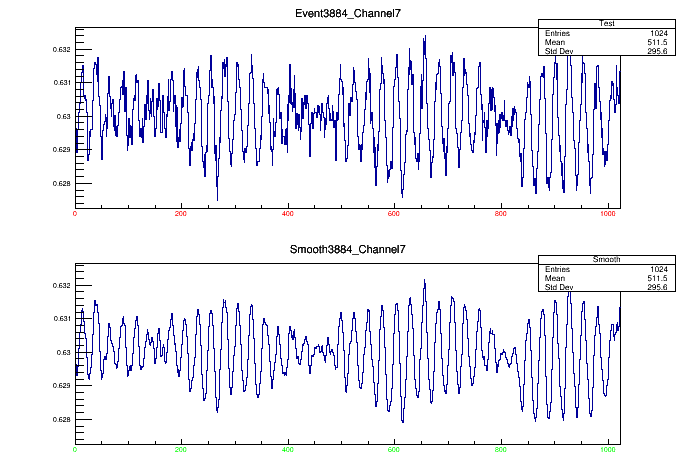 Event3884_Channel7
Test
Entries 1024
Mean 511.5
Std Dev 295.6
0.632
0.631
0.63
0.629
0.628
0 200 400 600 800 1000
Smooth3884_Channel7
Smooth
Entries 1024
Mean 511.5
Std Dev 295.6
0.632
0.631
0.63
0.629
0.628
0 200 400 600 800 1000